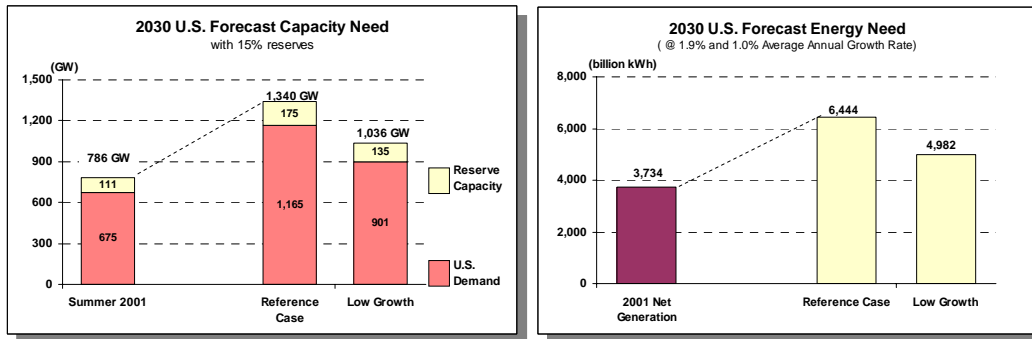 2030 U.S. Forecast Capacity Need
with 15% reserves
(GW)
1,500
1,200
900
600
300
0
786 GW
111
675
1,340 GW
175
1,165
1,036 GW
135
901
Reserve
Capacity
U.S.
Demand
Summer 2001
Reference
Case
Low Growth
2030 U.S. Forecast Energy Need
( @ 1.9% and 1.0% Average Annual Growth Rate)
(billion kWh)
8,000
6,000
4,000
2,000
0
3,734
6,444
4,982
2001 Net
Generation
Reference Case
Low Growth